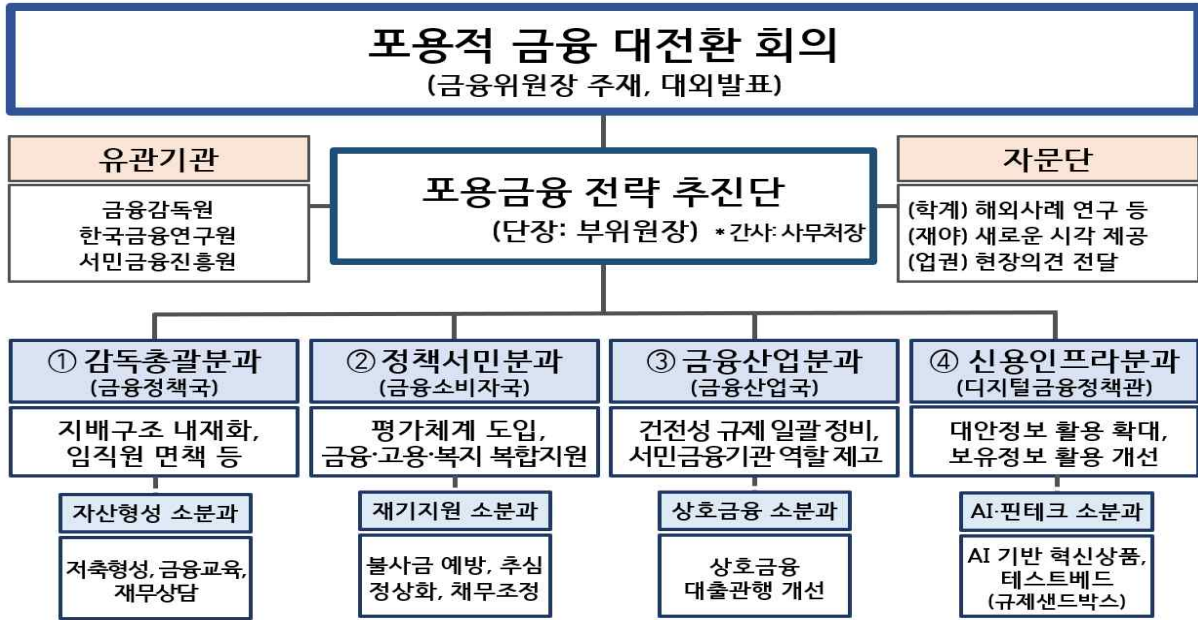 포용적 금융 대전환 회의
(금융위원장 주재, 대외발표)
유관기관
금융감독원
한국금융연구원
서민금융진흥원
포용금융 전략 추진단
(단장: 부위원장) *간사: 사무처장
자문단
(학계) 해외사례 연구 등
(재야) 새로운 시각 제공
(업권) 현장의견 전달
① 감독총괄분과
(금융정책국)
지배구조 내재화,
임직원 면책 등
자산형성 소분과
저축형성, 금융교육,
재무상담
② 정책서민분과
(금융소비자국)
평가체계 도입,
금융·고용·복지 복합지원
재기지원 소분과
불사금 예방, 추심
정상화, 채무조정
③ 금융산업분과
(금융산업국)
건전성 규제 일괄 정비,
서민금융기관 역할 제고
상호금융 소분과
상호금융
대출관행 개선
④ 신용인프라분과
(디지털금융정책관)
대안정보 활용 확대,
보유정보 활용 개선
AI·핀테크 소분과
AI 기반 혁신상품,
테스트베드
(규제샌드박스)